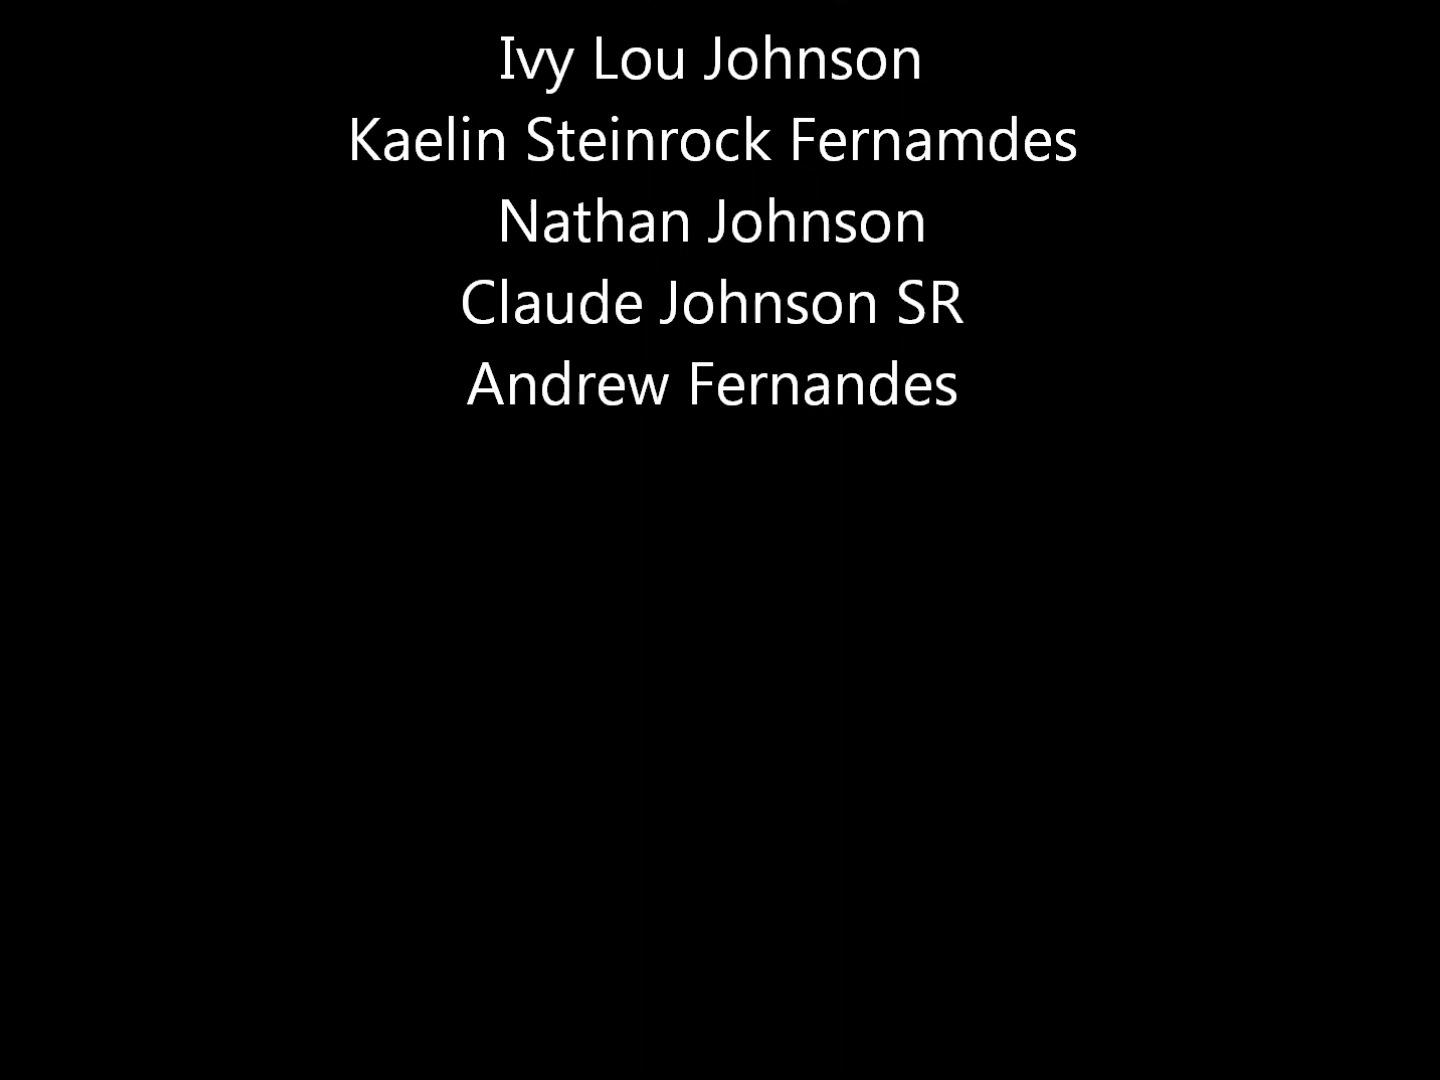 Ivy Lou Johnson
Kaelin Steinrock Fernamdes
Nathan Johnson
Claude Johnson SR
Andrew Fernandes